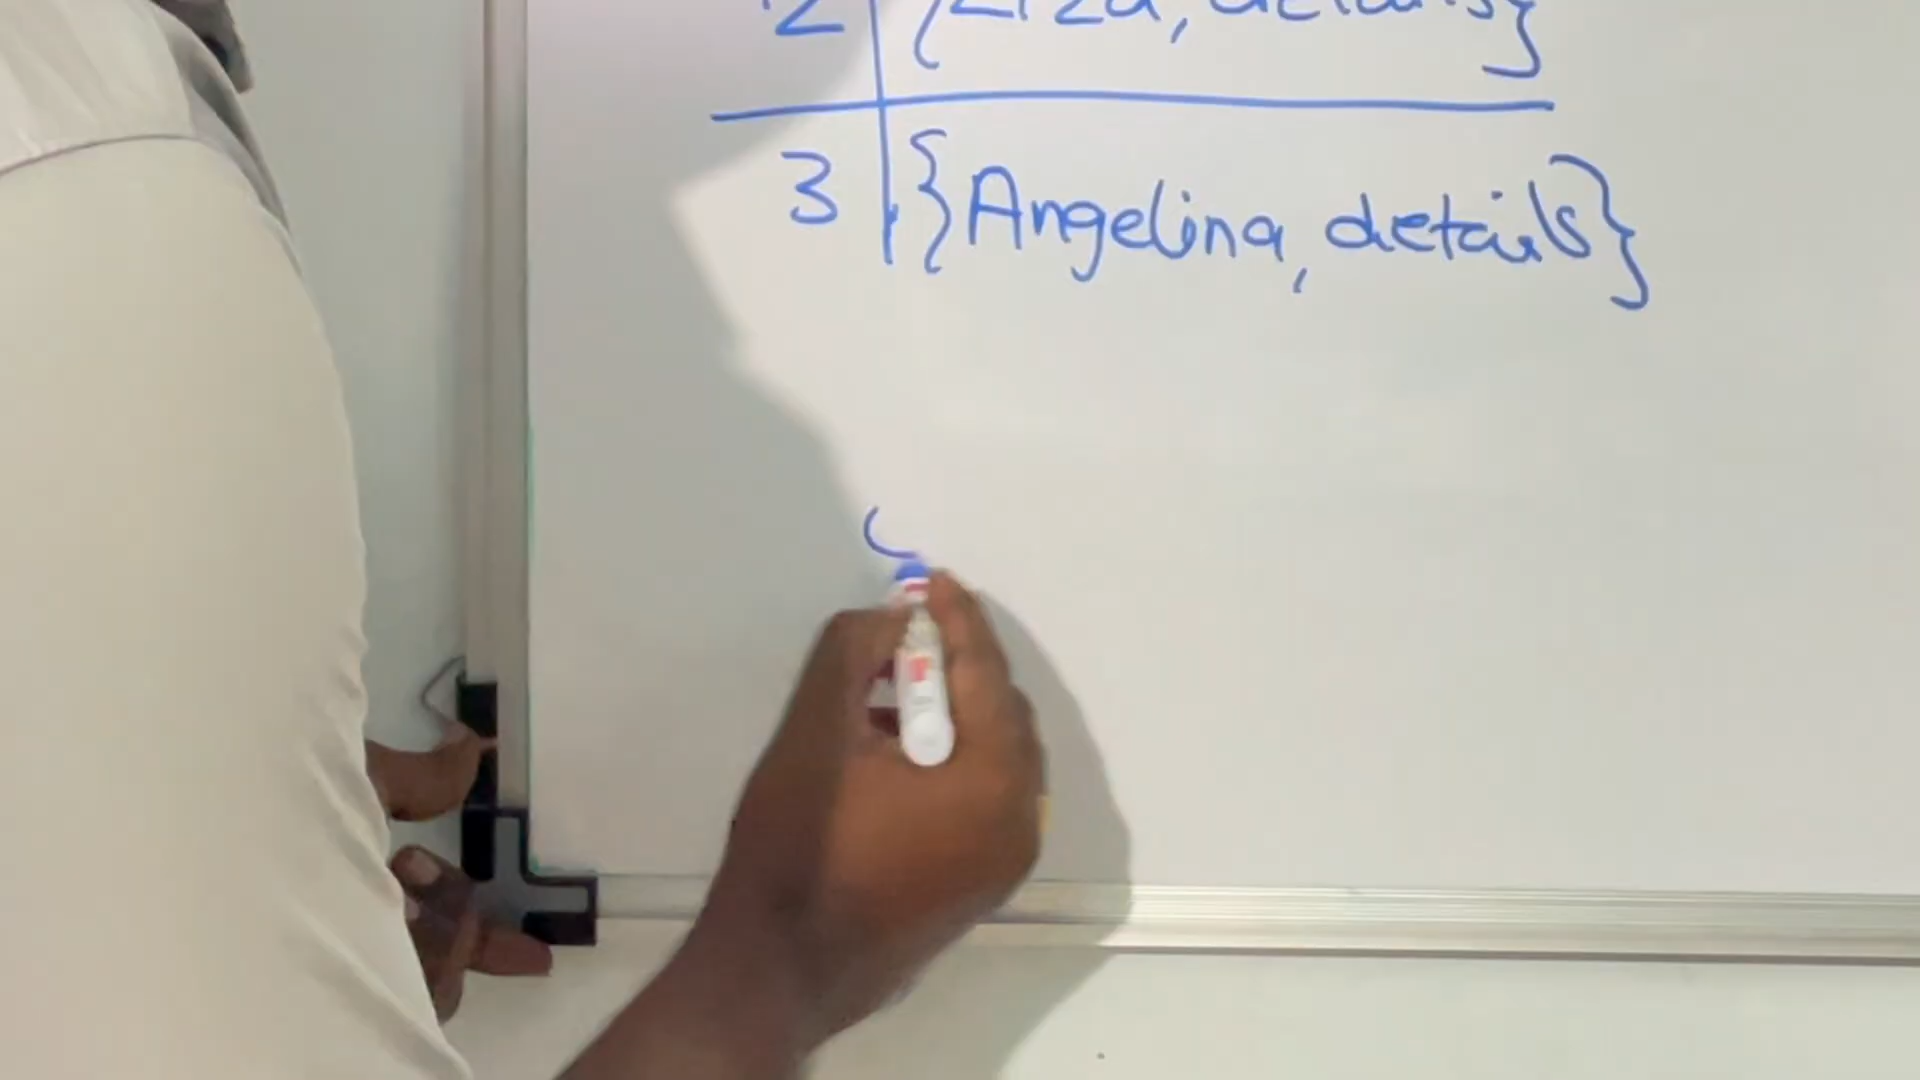 2 {Liza, details}
3 {Angelina, details}